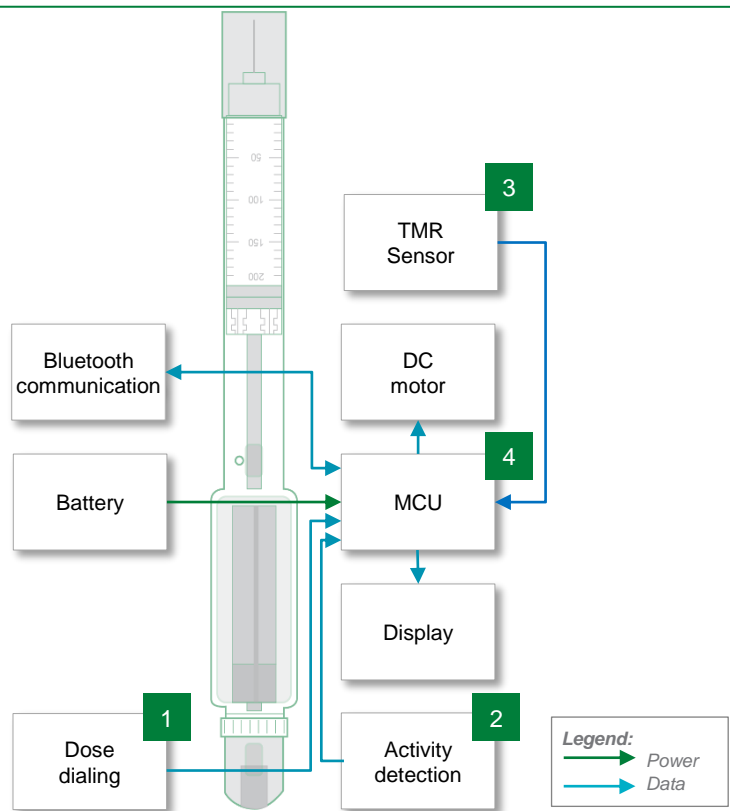 50
100
150
200
3
TMR
Sensor
Bluetooth
communication
DC
motor
4
Battery
MCU
Display
1
Dose
dialing
2
Activity
detection
Legend:
Power
Data